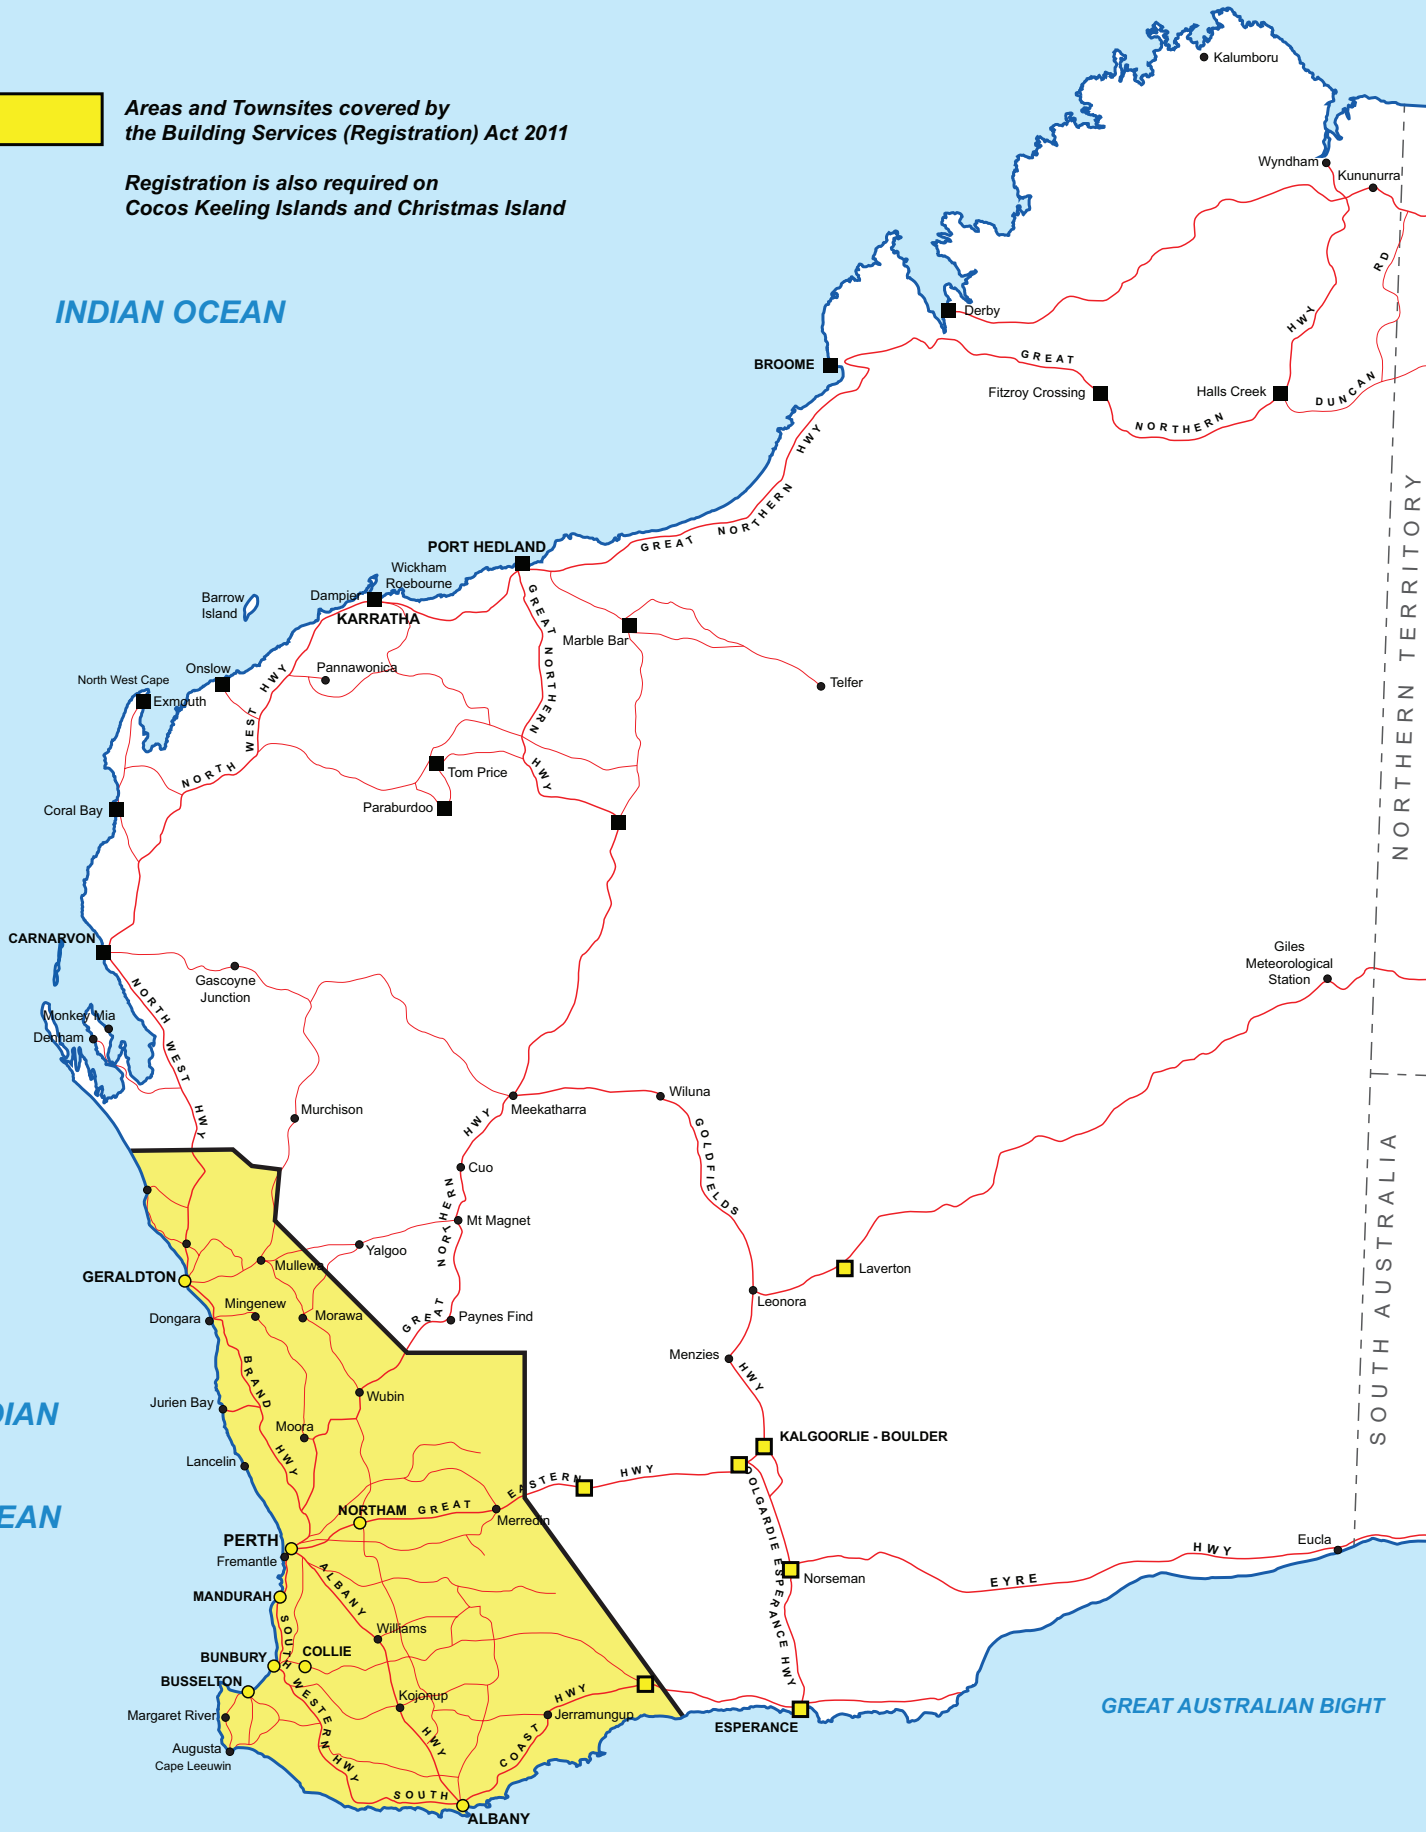 Areas and Townsites covered by
the Building Services (Registration) Act 2011
Registration is also required on
Cocos Keeling Islands and Christmas Island
INDIAN OCEAN
Kalumboru
Wyndham
Kununurra
RD
HWY
Derby
BROOME
GREAT
Fitzroy Crossing
Halls Creek
DUNCAN
NORTHERN
HWY
NORTHERN
GREAT
NORTHERN TERRITORY
PORT HEDLAND
Wickham
Roebourne
Dampier
KARRATHA
Barrow
Island
GREAT NORTHERN
HWY
Marble Bar
Telfer
Onslow
Pannawonica
North West Cape
Exmouth
NORTH WEST HWY
Tom Price
Paraburdoo
Coral Bay
CARNARVON
Gascoyne
Junction
Giles
Meteorological
Station
NORTH WEST HWY
Monkey Mia
Denham
Murchison
Meekatharra
Wiluna
GOLDFIELDS
HWY
Cuo
GREAT NORTHERN HWY
Mt Magnet
Yalgoo
Mullewa
GERALDTON
Laverton
Leonora
Mingenew
Dongara
Morawa
Paynes Find
Menzies
SOUTH AUSTRALIA
BRAND HWY
Wubin
Jurien Bay
Moora
DIAN
Lancelin
KALGOORLIE - BOULDER
GREAT EASTERN HWY
NORTHAM
Merredin
EAN
PERTH
Fremantle
OOLGARDIE ESPERANCE HWY
Norseman
EYRE HWY
Eucla
MANDURAH
ALBANY HWY
Williams
BUNBURY
COLLIE
BUSSELTON
SOUTH WESTERN HWY
Kojonup
Margaret River
Jerramungup
Augusta
Cape Leeuwin
SOUTH COAST HWY
ALBANY
ESPERANCE
GREAT AUSTRALIAN BIGHT